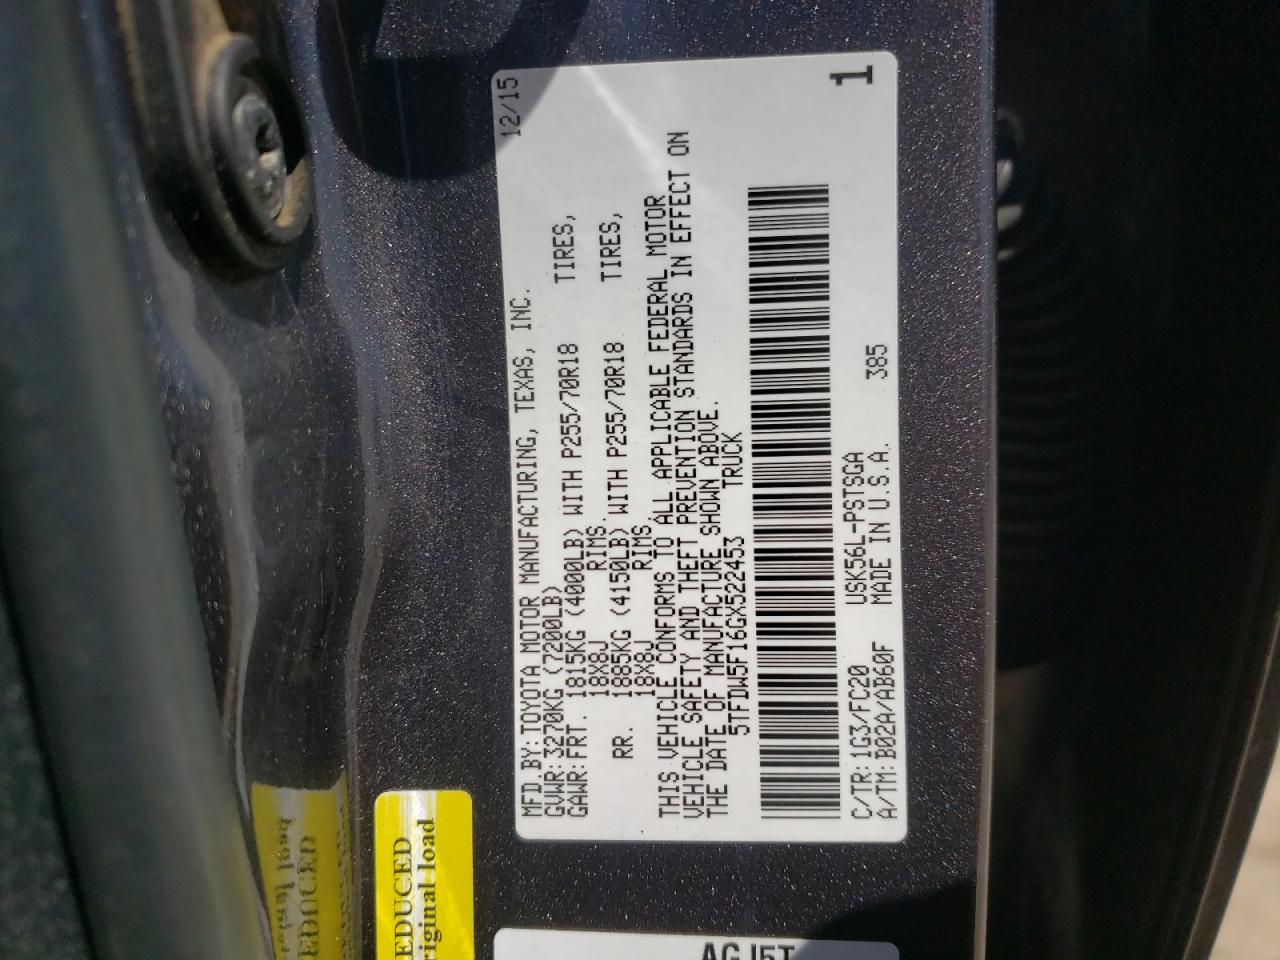 12/15
1
MFD.BY:TOYOTA MOTOR MANUFACTURING, TEXAS, INC.
GVWR:3270KG (7200LB)
GAWR:FRT. 1815KG (4000LB) WITH P255/70R18 TIRES,
18X8J RIMS.
RR. 1885KG (4150LB) WITH P255/70R18 TIRES,
18X8J RIMS
THIS VEHICLE CONFORMS TO ALL APPLICABLE FEDERAL MOTOR
VEHICLE SAFETY AND THEFT PREVENTION STANDARDS IN EFFECT ON
THE DATE OF MANUFACTURE SHOWN ABOVE.
5TFDW5F16GX522453 TRUCK
C/TR:1G3/FC20 USK56L-PSTSGA 385
A/TM:B02A/AB60F MADE IN U.S.A.
EDUCED
riginal load